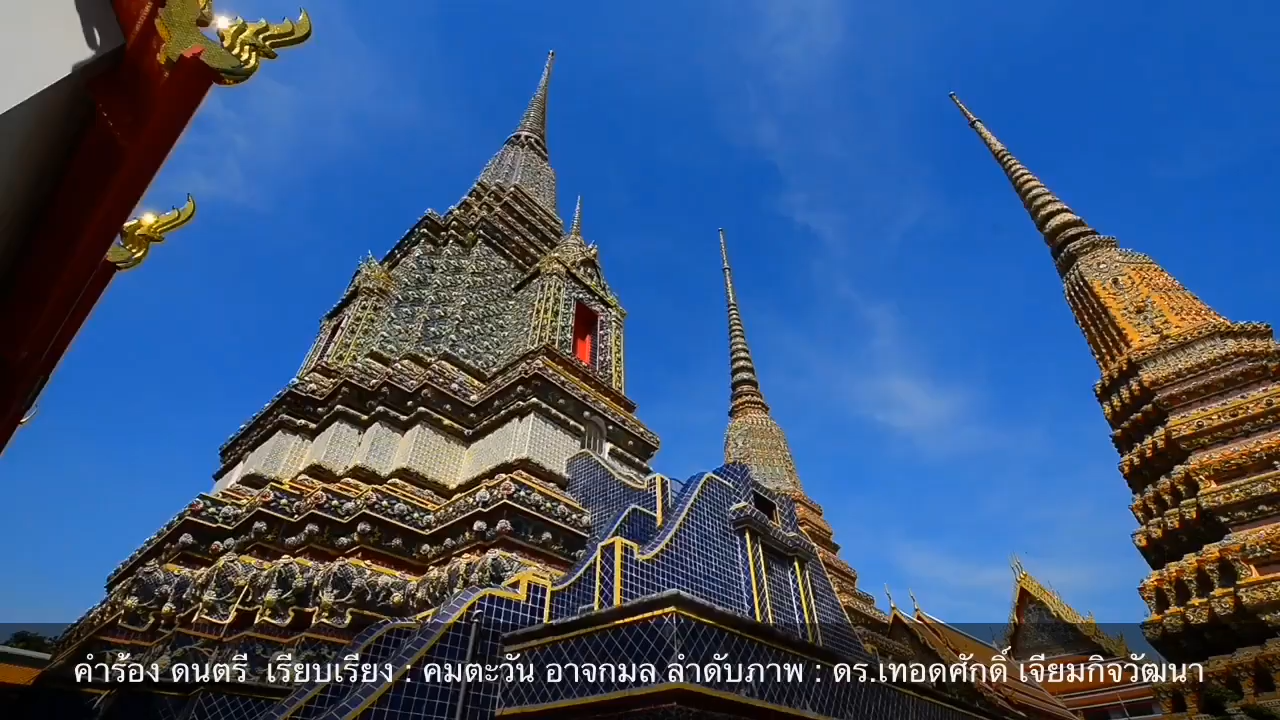 คำร้อง ดนตรี  เรียบเรียง : คมตะวัน อาจกมล ลำดับภาพ : ดร.เทอดศักดิ์ เจียมกิจวัฒนา